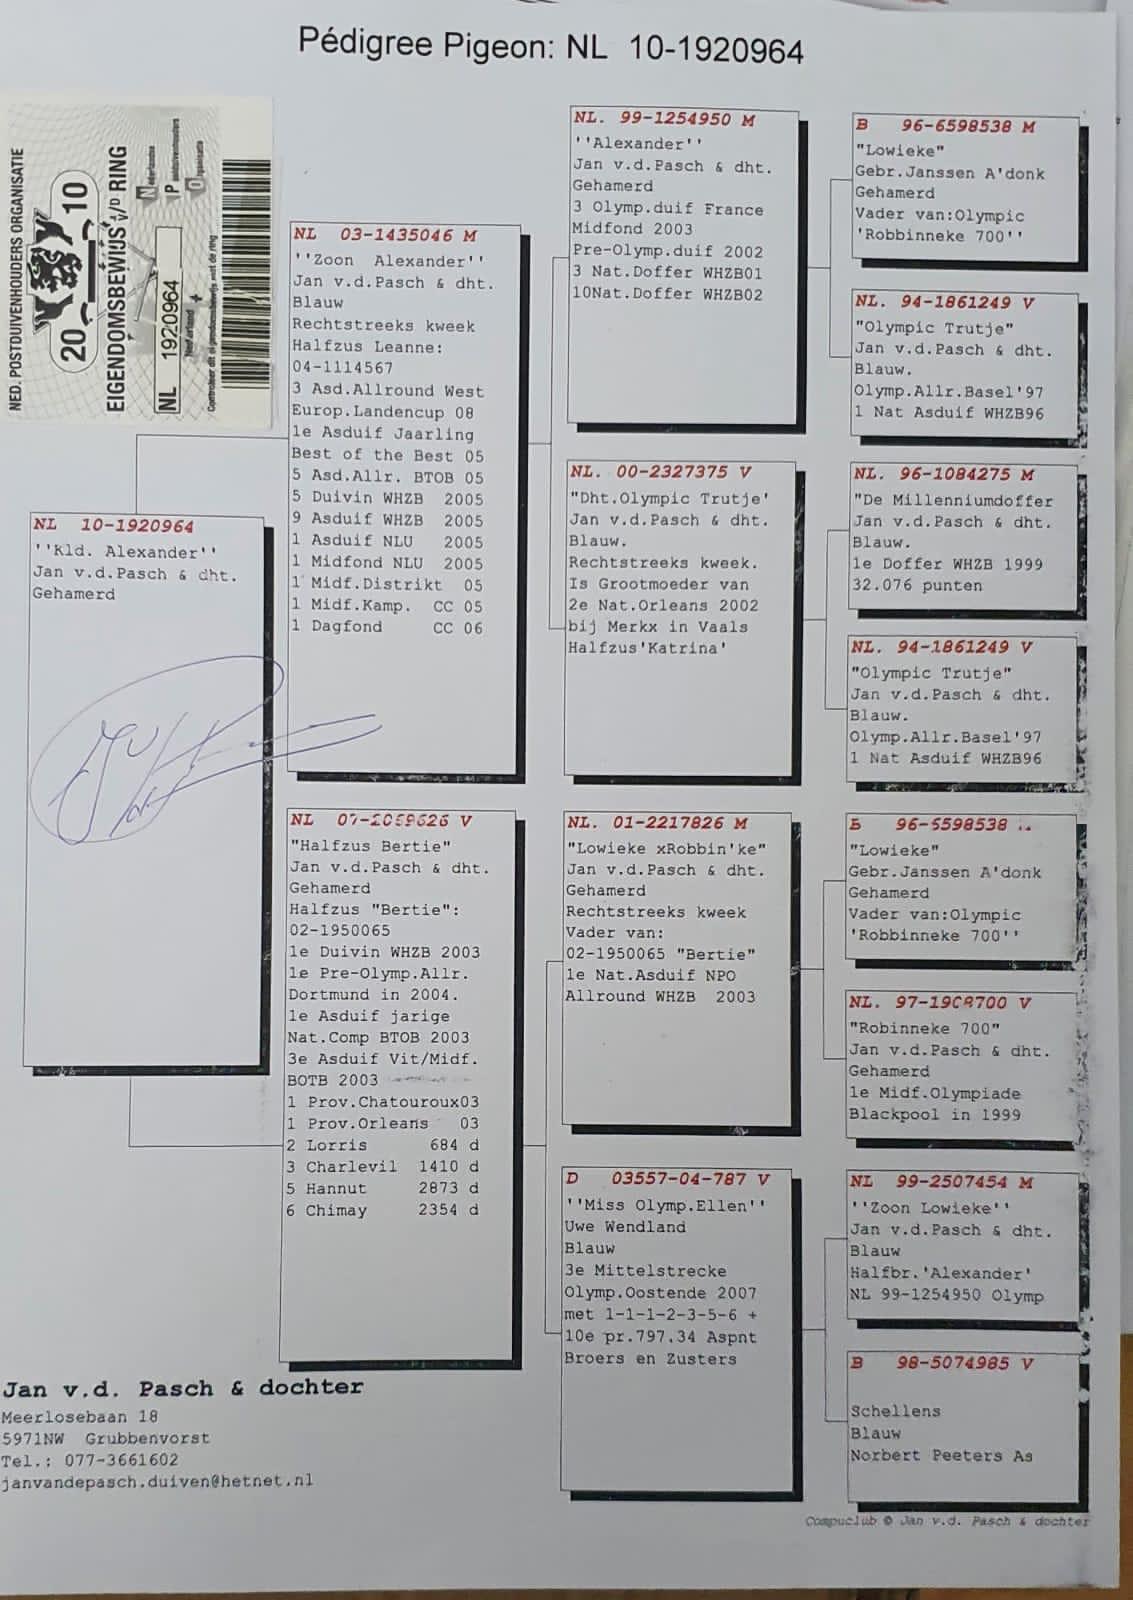 Pédigree Pigeon: NL 10-1920964
NED. POSTDUIVENHOUDERS ORGANISATIE
20 10
EIGENDOMSBEWIJS v/D RING
NL 1920964
Nederland
Controleer dit eigendomsbewijs met de ring
Nederlandse
Postduivenhouders
Organisatie
NL 10-1920964
''Kld. Alexander''
Jan v.d.Pasch & dht.
Gehamerd
NL 03-1435046 M
''Zoon Alexander''
Jan v.d.Pasch & dht.
Blauw
Rechtstreeks kweek
Halfzus Leanne:
04-1114567
3 Asd.Allround West
Europ.Landencup 08
1e Asduif Jaarling
Best of the Best 05
5 Asd.Allr. BTOB 05
5 Duivin WHZB 2005
9 Asduif WHZB 2005
1 Asduif NLU 2005
1 Midfond NLU 2005
1 Midf.Distrikt 05
1 Midf.Kamp. CC 05
1 Dagfond CC 06
NL 07-2069626 V
"Halfzus Bertie"
Jan v.d.Pasch & dht.
Gehamerd
Halfzus "Bertie":
02-1950065
1e Duivin WHZB 2003
1e Pre-Olymp.Allr.
Dortmund in 2004.
1e Asduif jarige
Nat.Comp BTOB 2003
3e Asduif Vit/Midf.
BOTB 2003
1 Prov.Chatouroux03
1 Prov.Orleans 03
2 Lorris 684 d
3 Charlevil 1410 d
5 Hannut 2873 d
6 Chimay 2354 d
NL. 99-1254950 M
''Alexander''
Jan v.d.Pasch & dht.
Gehamerd
3 Olymp.duif France
Midfond 2003
Pre-Olymp.duif 2002
3 Nat.Doffer WHZB01
10Nat.Doffer WHZB02
NL. 00-2327375 V
"Dht.Olympic Trutje'
Jan v.d.Pasch & dht.
Blauw.
Rechtstreeks kweek.
Is Grootmoeder van
2e Nat.Orleans 2002
bij Merkx in Vaals
Halfzus'Katrina'
NL. 01-2217826 M
"Lowieke xRobbin'ke"
Jan v.d.Pasch & dht.
Gehamerd
Rechtstreeks kweek
Vader van:
02-1950065 "Bertie"
1e Nat.Asduif NPO
Allround WHZB 2003
D 03557-04-787 V
''Miss Olymp.Ellen''
Uwe Wendland
Blauw
3e Mittelstrecke
Olymp.Oostende 2007
met 1-1-1-2-3-5-6 +
10e pr.797.34 Aspnt
Broers en Zusters
B 96-6598538 M
"Lowieke"
Gebr.Janssen A'donk
Gehamerd
Vader van:Olympic
'Robbinneke 700''
NL. 94-1861249 V
"Olympic Trutje"
Jan v.d.Pasch & dht.
Blauw.
Olymp.Allr.Basel'97
1 Nat Asduif WHZB96
NL. 96-1084275 M
"De Millenniumdoffer
Jan v.d.Pasch & dht.
Blauw.
1e Doffer WHZB 1999
32.076 punten
NL. 94-1861249 V
"Olympic Trutje"
Jan v.d.Pasch & dht.
Blauw.
Olymp.Allr.Basel'97
1 Nat Asduif WHZB96
B 96-6598538
"Lowieke"
Gebr.Janssen A'donk
Gehamerd
Vader van:Olympic
'Robbinneke 700''
NL. 97-1908700 V
"Robinneke 700"
Jan v.d.Pasch & dht.
Gehamerd
1e Midf.Olympiade
Blackpool in 1999
NL 99-2507454 M
''Zoon Lowieke''
Jan v.d.Pasch & dht.
Blauw
Halfbr.'Alexander'
NL 99-1254950 Olymp
B 98-5074985 V
Schellens
Blauw
Norbert Peeters As
Jan v.d. Pasch & dochter
Meerlosebaan 18
5971NW Grubbenvorst
Tel.: 077-3661602
janvandepasch.duiven@hetnet.nl
Compuclub © Jan v.d. Pasch & dochter